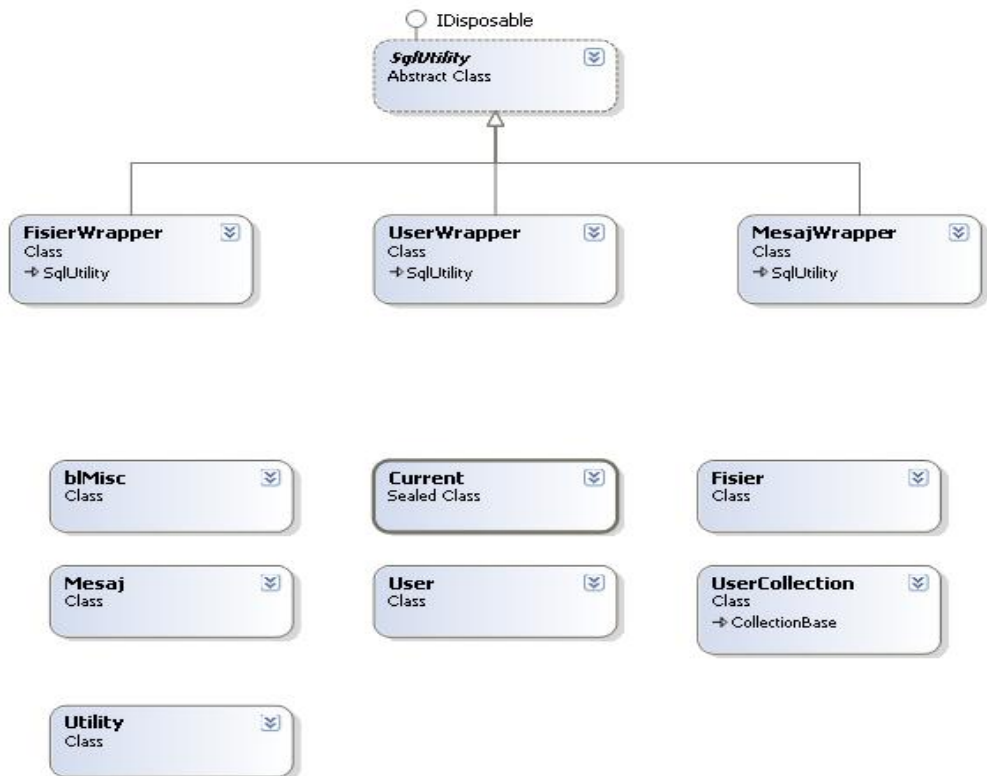 IDisposable
SqlUtility
Abstract Class
FisierWrapper
Class
SqlUtility
UserWrapper
Class
SqlUtility
MesajWrapper
Class
SqlUtility
blMisc
Class
Current
Sealed Class
Fisier
Class
Mesaj
Class
User
Class
UserCollection
Class
CollectionBase
Utility
Class